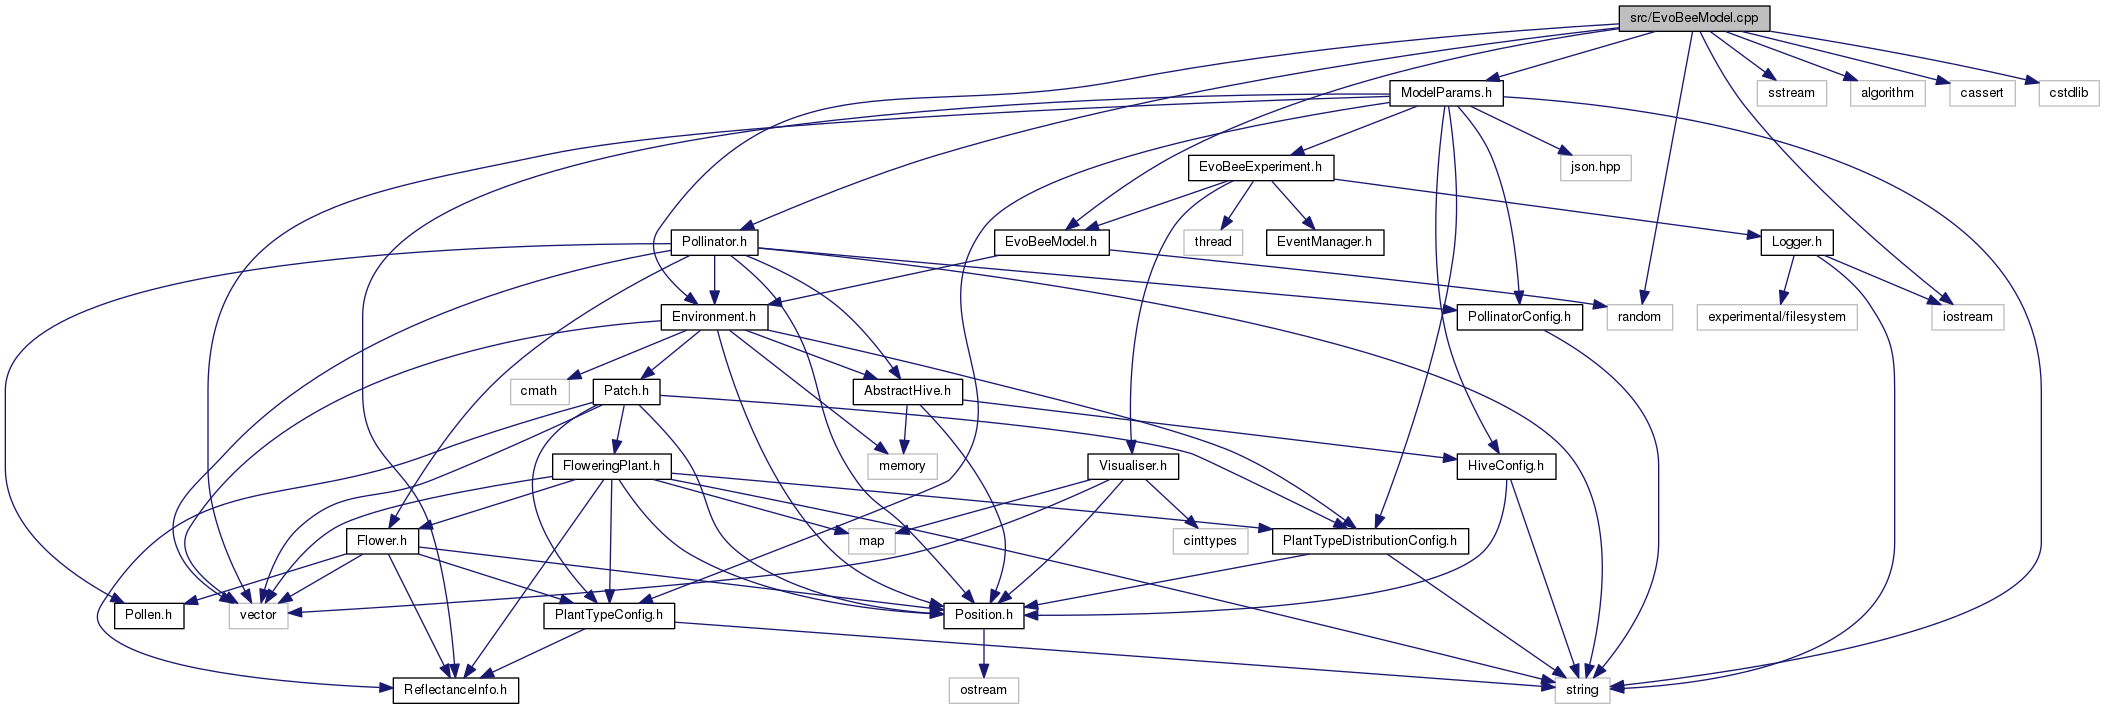 src/EvoBeeModel.cpp
ModelParams.h
sstream
algorithm
cassert
cstdlib
EvoBeeExperiment.h
json.hpp
Pollinator.h
EvoBeeModel.h
thread
EventManager.h
Logger.h
Environment.h
PollinatorConfig.h
random
experimental/filesystem
iostream
cmath
Patch.h
AbstractHive.h
FloweringPlant.h
memory
Visualiser.h
HiveConfig.h
Flower.h
map
cinttypes
PlantTypeDistributionConfig.h
Pollen.h
vector
PlantTypeConfig.h
Position.h
ReflectanceInfo.h
ostream
string